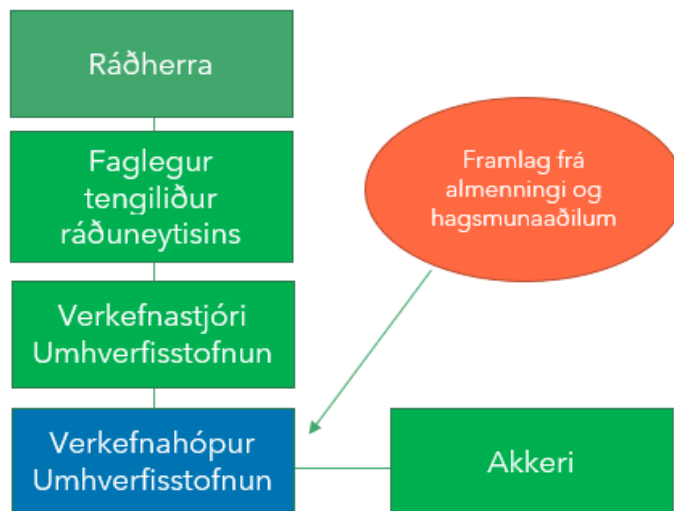 Ráðherra
Faglegur
tengiliður
ráðuneytisins
Framlag frá
almenningi og
hagsmunaaðilum
Verkefnastjóri
Umhverfisstofnun
Verkefnahópur
Umhverfisstofnun
Akkeri